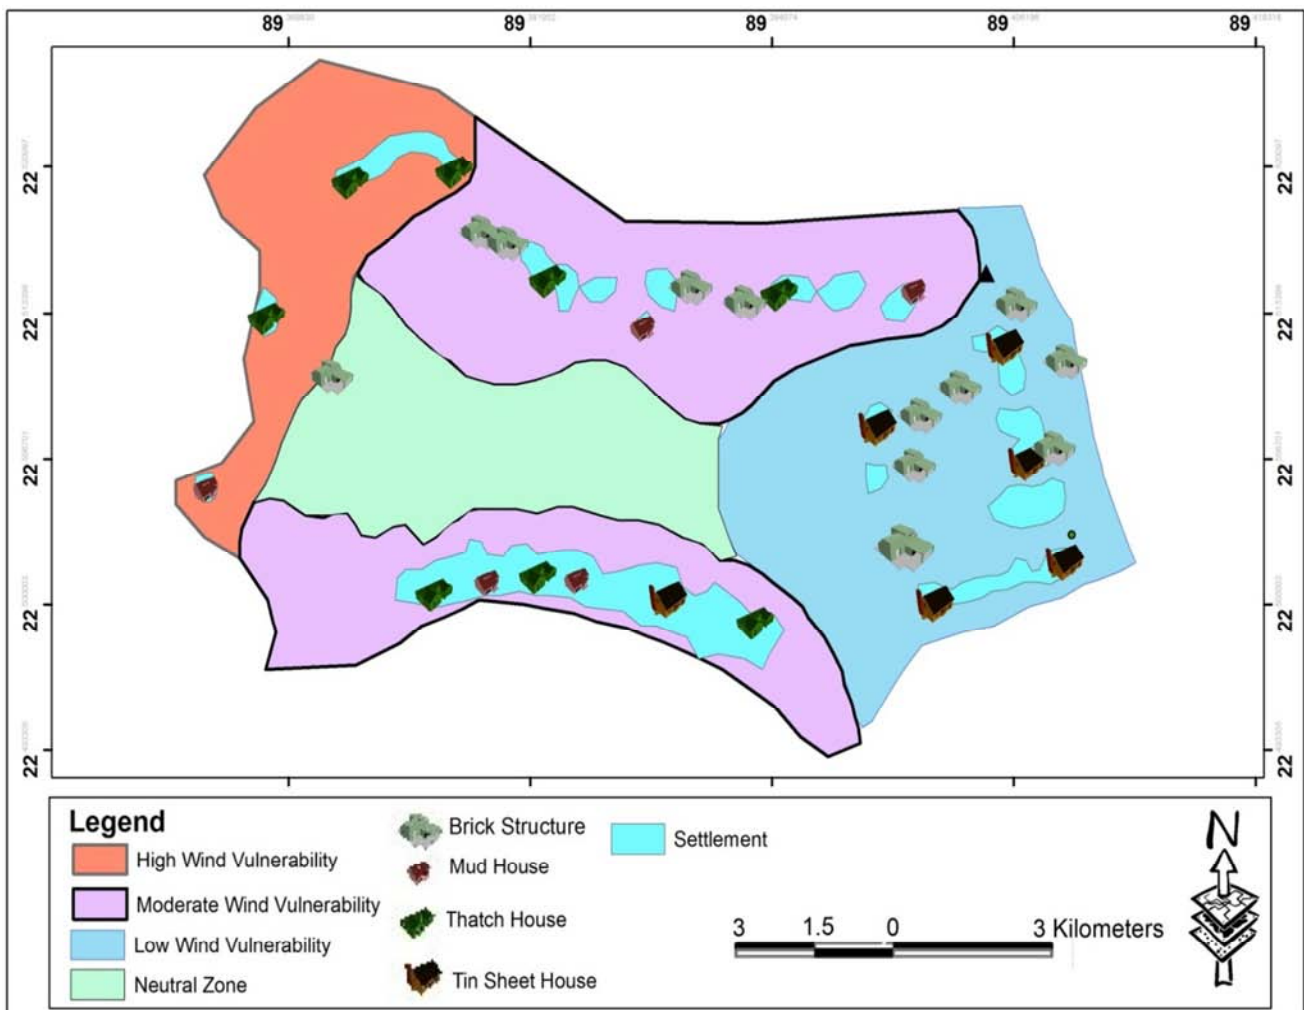 89 89 89 89 89
22 22
22 22
22 22
22 22
22 22
Legend
High Wind Vulnerability
Moderate Wind Vulnerability
Low Wind Vulnerability
Neutral Zone
Brick Structure
Mud House
Thatch House
Tin Sheet House
Settlement
3 1.5 0 3 Kilometers
N